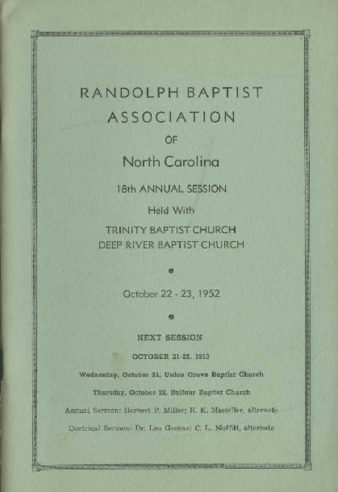 RANDOLPH BAPTIST
ASSOCIATION
OF
North Carolina
18th ANNUAL SESSION
Held With
TRINITY BAPTIST CHURCH
DEEP RIVER BAPTIST CHURCH
October 22 - 23, 1952
NEXT SESSION
OCTOBER 21-22, 1953
Wednesday, October 21, Union Grove Baptist Church
Thursday, October 22, Balfour Baptist Church
Annual Sermon: Herbert P. Miller; H. K. Masteller, alternate
Doctrinal Sermon: Dr. Leo Greene; C. L. Moffitt, alternate